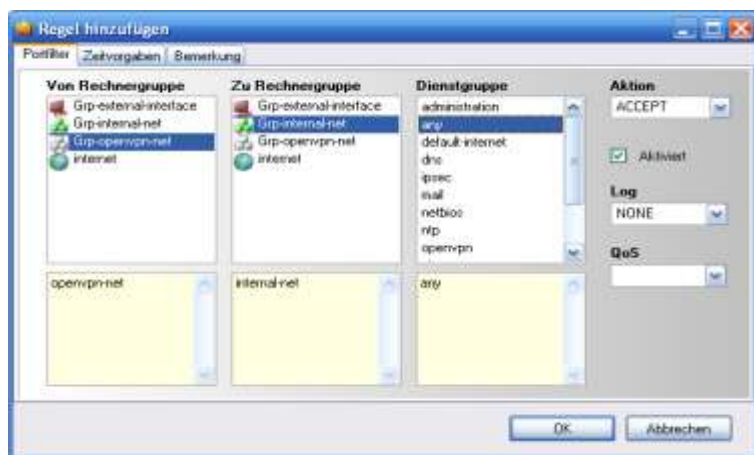 Regel hinzufügen
Portfilter Zeitvorgaben Bemerkung
Von Rechnergruppe Zu Rechnergruppe Dienstgruppe Aktion
Grp-external-interface Grp-external-interface administration ACCEPT
Grp-internal-net Grp-internal-net any
Grp-openvpn-net Grp-openvpn-net default-internet
internet internet dns Aktiviert
ipsec
mail Log
netbios NONE
ntp
openvpn QoS
openvpn-net internal-net any
OK Abbrechen